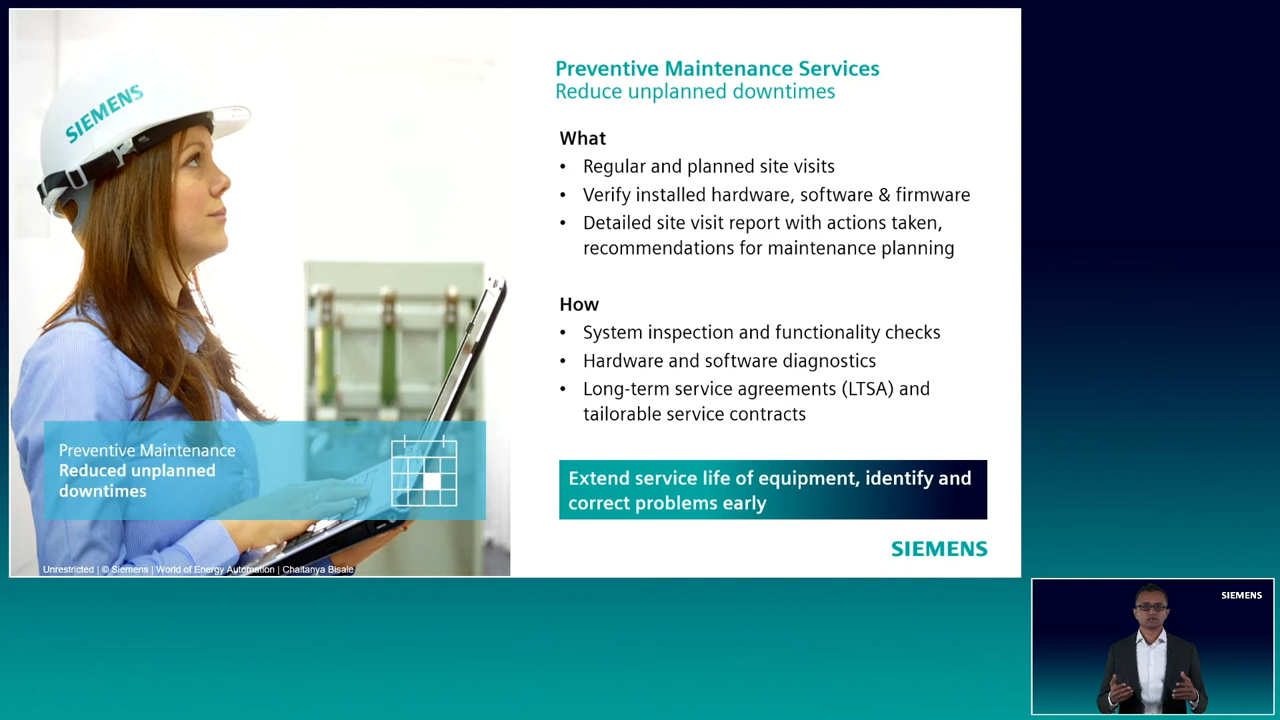 SIEMENS
Preventive Maintenance Services
Reduce unplanned downtimes
What
• Regular and planned site visits
• Verify installed hardware, software & firmware
• Detailed site visit report with actions taken,
recommendations for maintenance planning
How
• System inspection and functionality checks
• Hardware and software diagnostics
• Long-term service agreements (LTSA) and
tailorable service contracts
Preventive Maintenance
Reduced unplanned
downtimes
Extend service life of equipment, identify and
correct problems early
SIEMENS
Unrestricted | © Siemens | World of Energy Automation | Chaitanya Bisale
SIEMENS